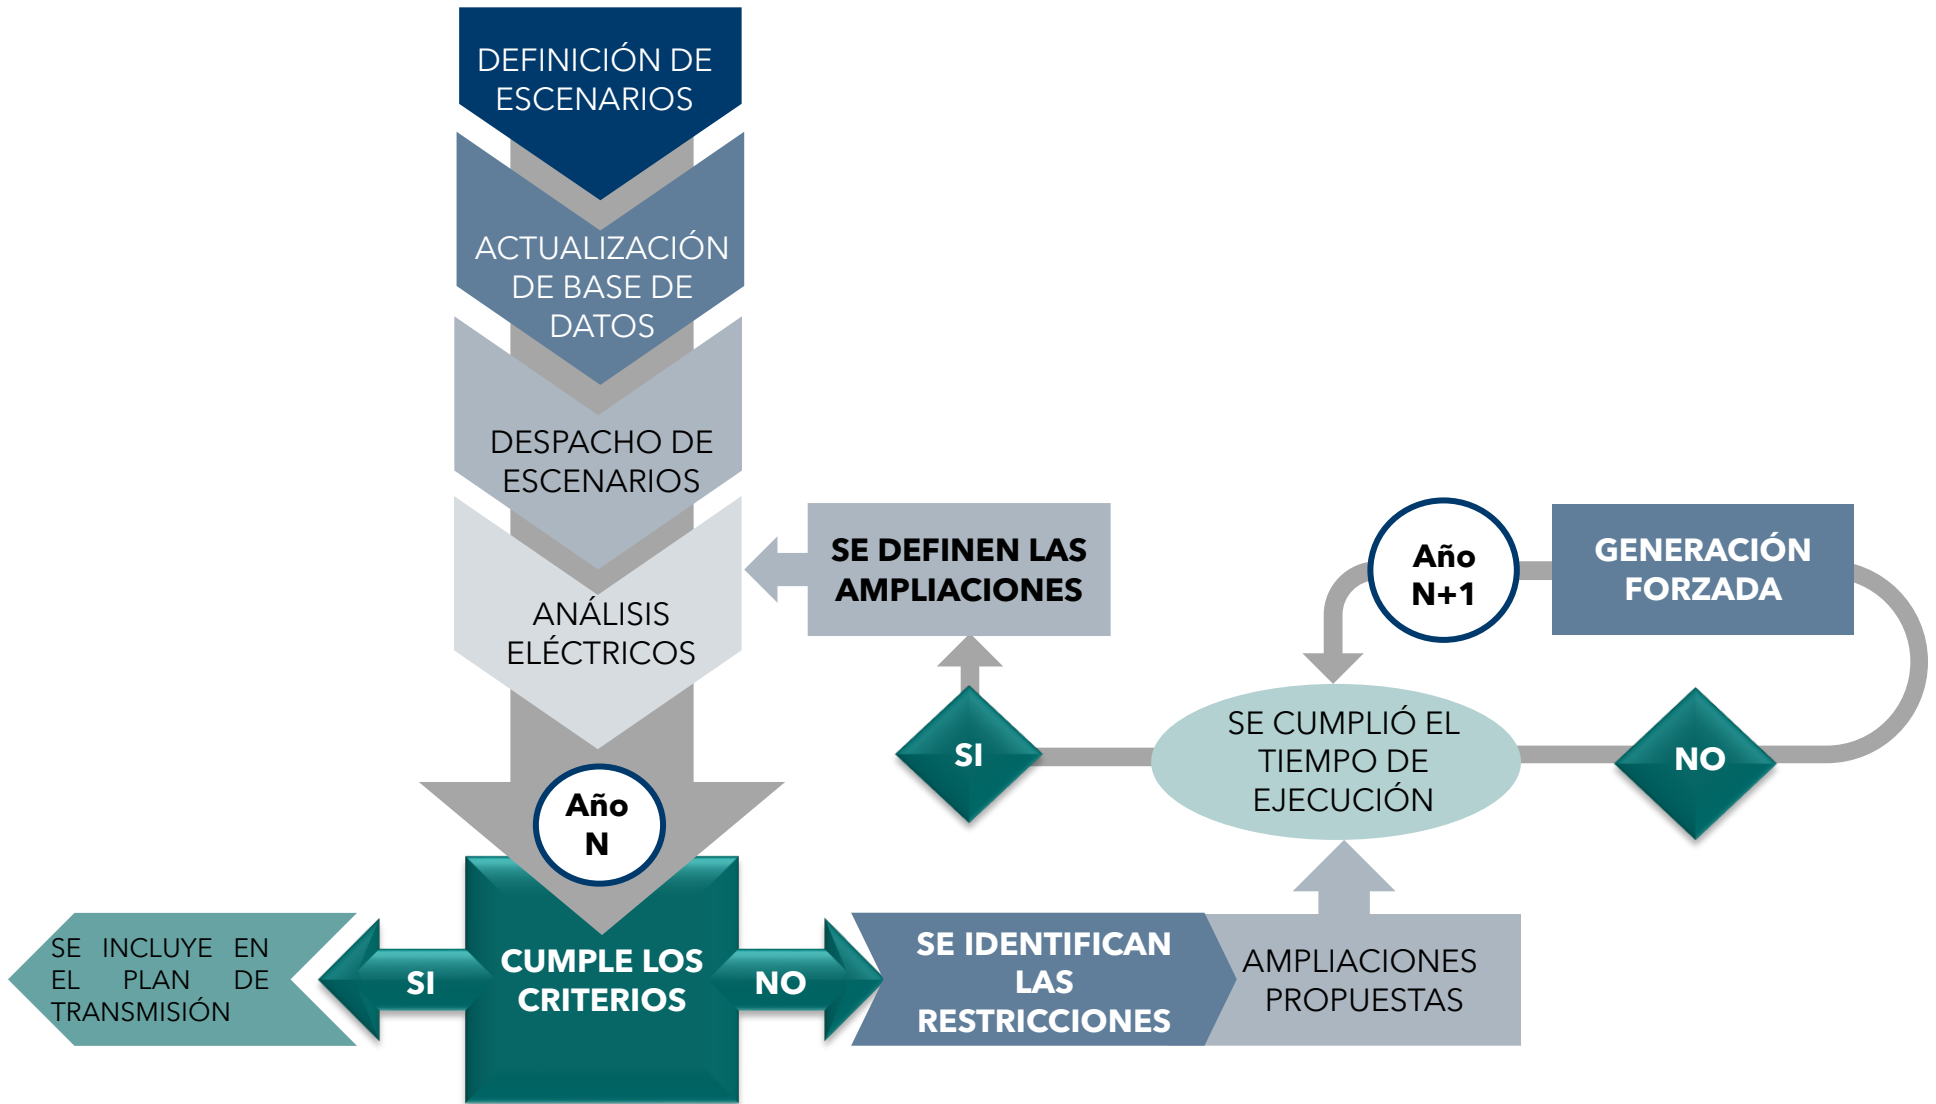 DEFINICIÓN DE
ESCENARIOS
ACTUALIZACIÓN
DE BASE DE
DATOS
DESPACHO DE
ESCENARIOS
ANÁLISIS
ELÉCTRICOS
Año
N
CUMPLE LOS
CRITERIOS
SI
SE INCLUYE EN
EL PLAN DE
TRANSMISIÓN
NO
SE IDENTIFICAN
LAS
RESTRICCIONES
AMPLIACIONES
PROPUESTAS
SE CUMPLIÓ EL
TIEMPO DE
EJECUCIÓN
SI
SE DEFINEN LAS
AMPLIACIONES
NO
GENERACIÓN
FORZADA
Año
N+1